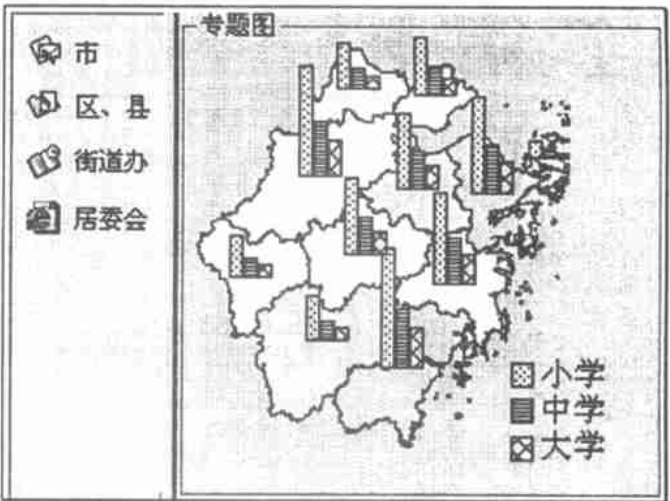 市
区、县
街道办
居委会
专题图
小学
中学
大学